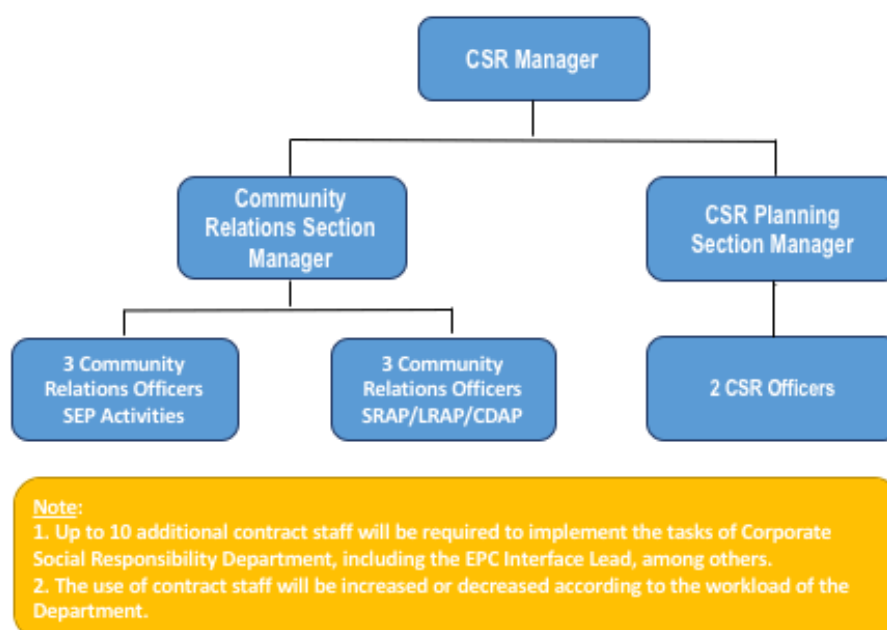 CSR Manager
Community
Relations Section
Manager
CSR Planning
Section Manager
3 Community
Relations Officers
SEP Activities
3 Community
Relations Officers
SRAP/LRAP/CDAP
2 CSR Officers
Note:
1. Up to 10 additional contract staff will be required to implement the tasks of Corporate
Social Responsibility Department, including the EPC Interface Lead, among others.
2. The use of contract staff will be increased or decreased according to the workload of the
Department.